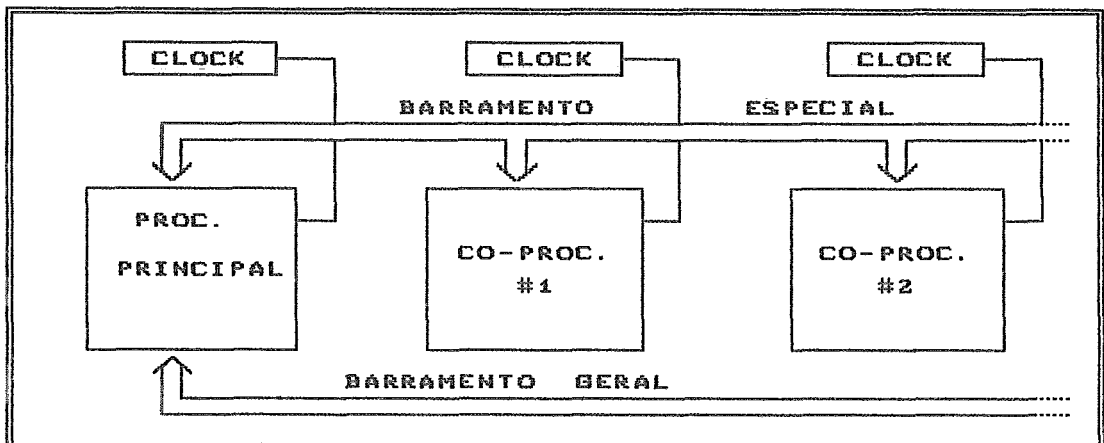 CLOCK CLOCK CLOCK
BARRAMENTO ESPECIAL
PROC.
PRINCIPAL
CO-PROC.
#1
CO-PROC.
#2
BARRAMENTO GERAL